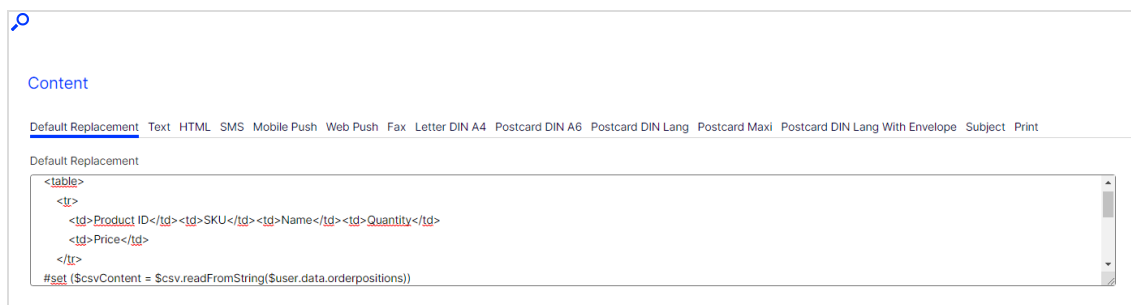 Content
Default Replacement Text HTML SMS Mobile Push Web Push Fax Letter DIN A4 Postcard DIN A6 Postcard DIN Lang Postcard Maxi Postcard DIN Lang With Envelope Subject Print
Default Replacement
<table>
<tr>
<td>Product ID</td><td>SKU</td><td>Name</td><td>Quantity</td>
<td>Price</td>
</tr>
#set ($csvContent = $csv.readFromString($user.data.orderpositions))